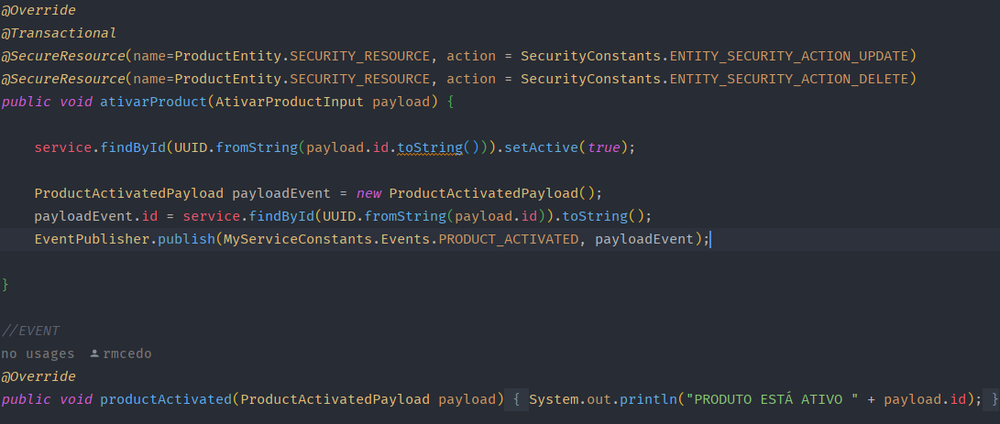 @Override
@Transactional
@SecureResource(name=ProductEntity.SECURITY_RESOURCE, action = SecurityConstants.ENTITY_SECURITY_ACTION_UPDATE)
@SecureResource(name=ProductEntity.SECURITY_RESOURCE, action = SecurityConstants.ENTITY_SECURITY_ACTION_DELETE)
public void ativarProduct(AtivarProductInput payload) {
service.findById(UUID.fromString(payload.id.toString())).setActive(true);
ProductActivatedPayload payloadEvent = new ProductActivatedPayload();
payloadEvent.id = service.findById(UUID.fromString(payload.id)).toString();
EventPublisher.publish(MyServiceConstants.Events.PRODUCT_ACTIVATED, payloadEvent);
}
//EVENT
no usages rmcedo
@Override
public void productActivated(ProductActivatedPayload payload) { System.out.println("PRODUTO ESTÁ ATIVO " + payload.id); }